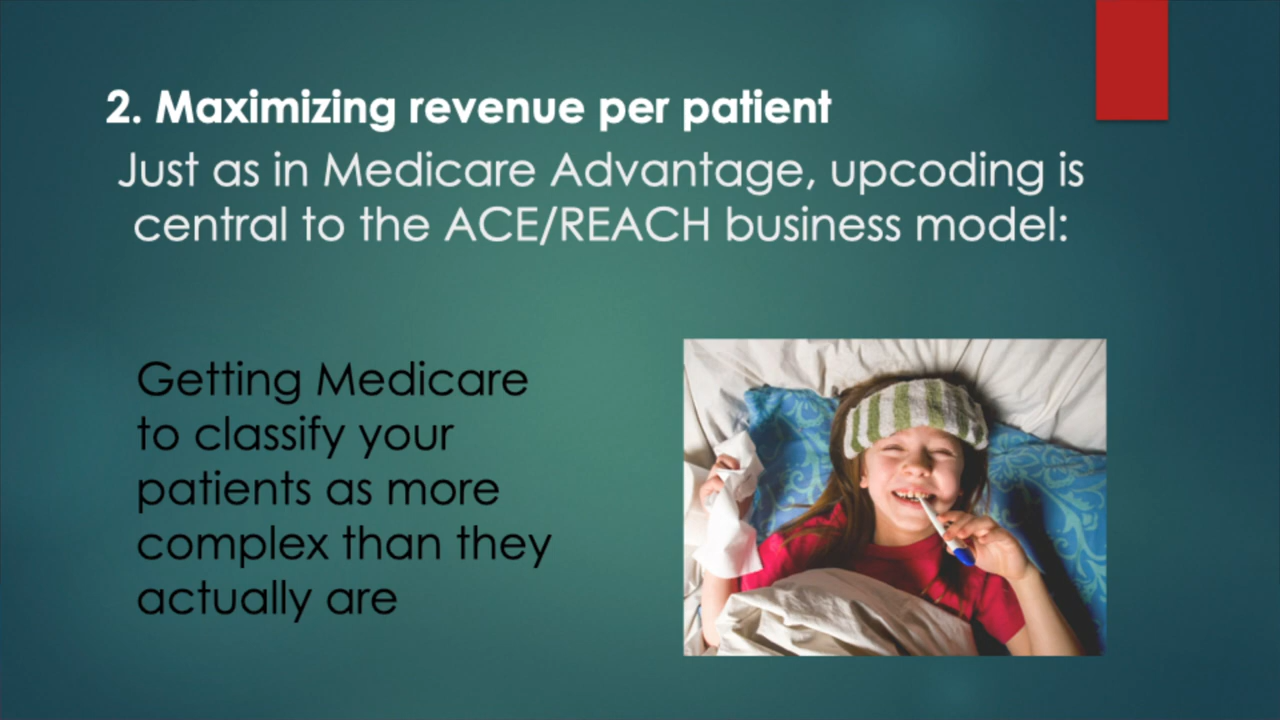 2. Maximizing revenue per patient
Just as in Medicare Advantage, upcoding is
central to the ACE/REACH business model:
Getting Medicare
to classify your
patients as more
complex than they
actually are